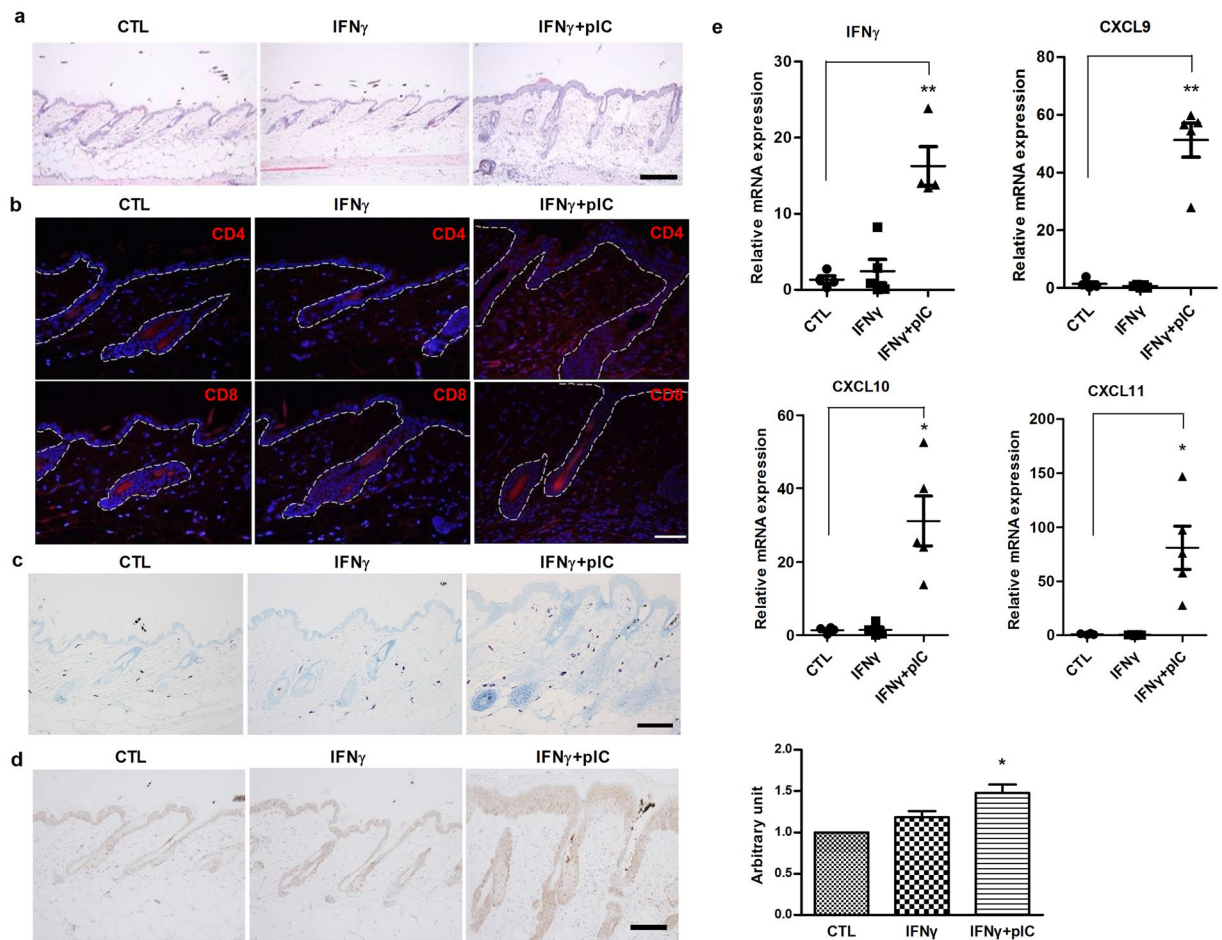 a
CTL IFNγ IFNγ+pIC
b
CTL IFNγ IFNγ+pIC
CD4 CD4 CD4
CD8 CD8 CD8
c
CTL IFNγ IFNγ+pIC
d
CTL IFNγ IFNγ+pIC
e
IFNγ
Relative mRNA expression
30
20
10
0
**
CTL IFNγ IFNγ+pIC
CXCL9
Relative mRNA expression
80
60
40
20
0
**
CTL IFNγ IFNγ+pIC
CXCL10
Relative mRNA expression
60
40
20
0
*
CTL IFNγ IFNγ+pIC
CXCL11
Relative mRNA expression
200
150
100
50
0
*
CTL IFNγ IFNγ+pIC
Arbitrary unit
2.0
1.5
1.0
0.5
0.0
*
CTL IFNγ IFNγ+pIC